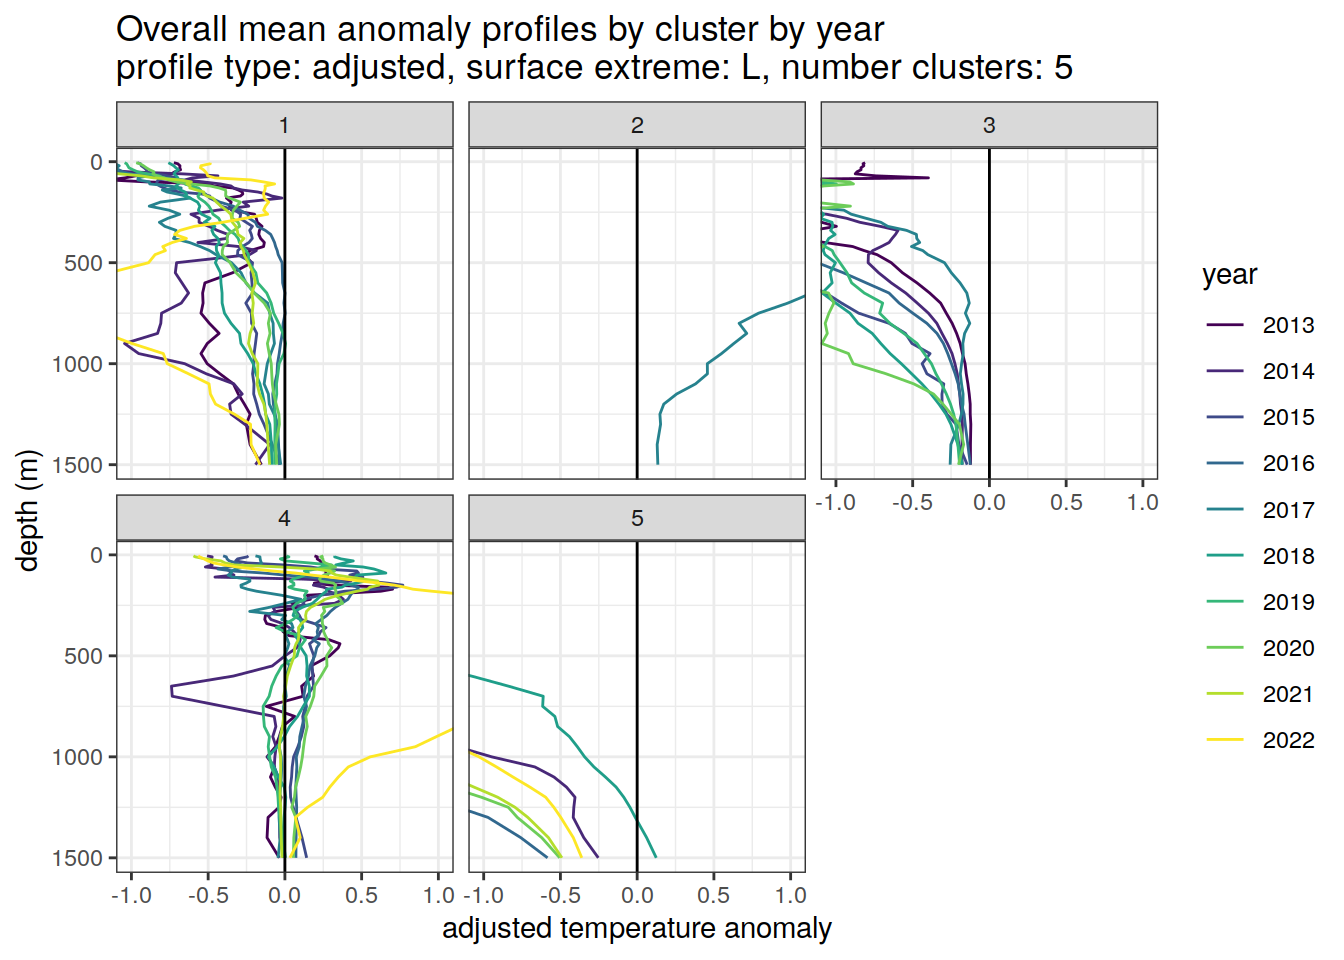 Overall mean anomaly profiles by cluster by year
profile type: adjusted, surface extreme: L, number clusters: 5
1
2
3
0
500
1000
1500
-1.0 -0.5 0.0 0.5 1.0
4
5
0
500
1000
1500
-1.0 -0.5 0.0 0.5 1.0
-1.0 -0.5 0.0 0.5 1.0
depth (m)
adjusted temperature anomaly
year
2013
2014
2015
2016
2017
2018
2019
2020
2021
2022